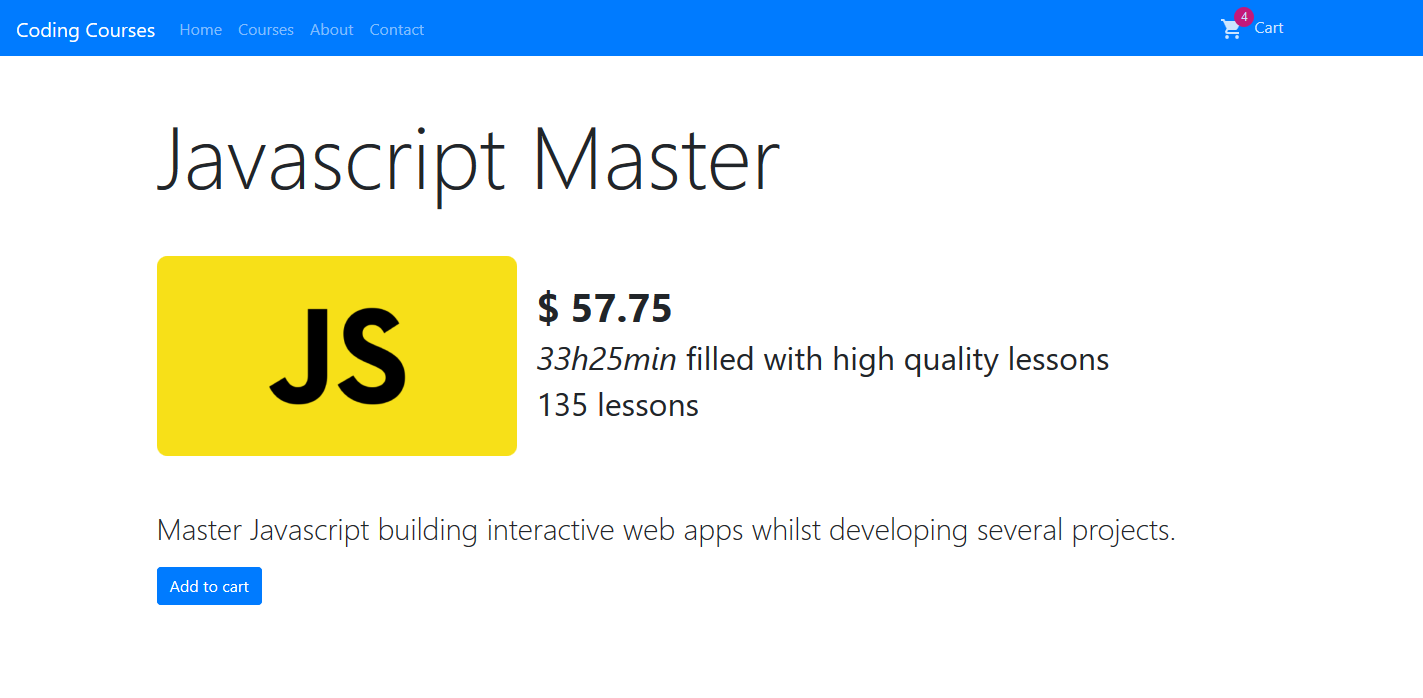 Coding Courses Home Courses About Contact 4 Cart
Javascript Master
JS
$ 57.75
33h25min filled with high quality lessons
135 lessons
Master Javascript building interactive web apps whilst developing several projects.
Add to cart